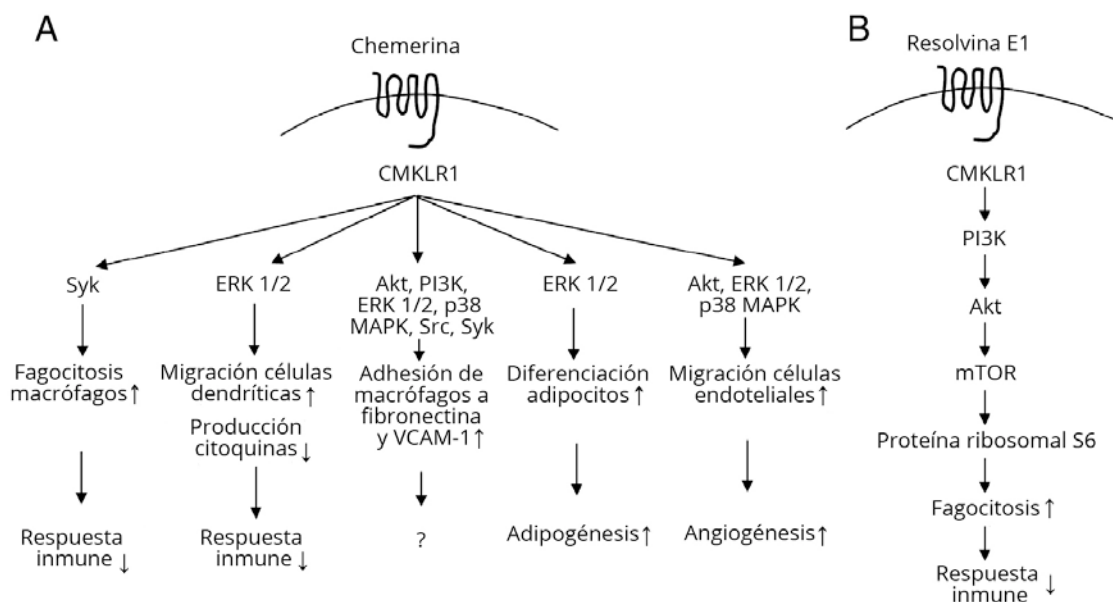 A
Chemerina
CMKLR1
Syk
Fagocitosis
macrófagos ↑
Respuesta
inmune ↓
ERK 1/2
Migración células
dendríticas ↑
Producción
citoquinas ↓
Respuesta
inmune ↓
Akt, PI3K,
ERK 1/2, p38
MAPK, Src, Syk
Adhesión de
macrófagos a
fibronectina
y VCAM-1 ↑
?
ERK 1/2
Diferenciación
adipocitos ↑
Adipogénesis ↑
Akt, ERK 1/2,
p38 MAPK
Migración células
endoteliales ↑
Angiogénesis ↑
B
Resolvina E1
CMKLR1
PI3K
Akt
mTOR
Proteína ribosomal S6
Fagocitosis ↑
Respuesta
inmune ↓